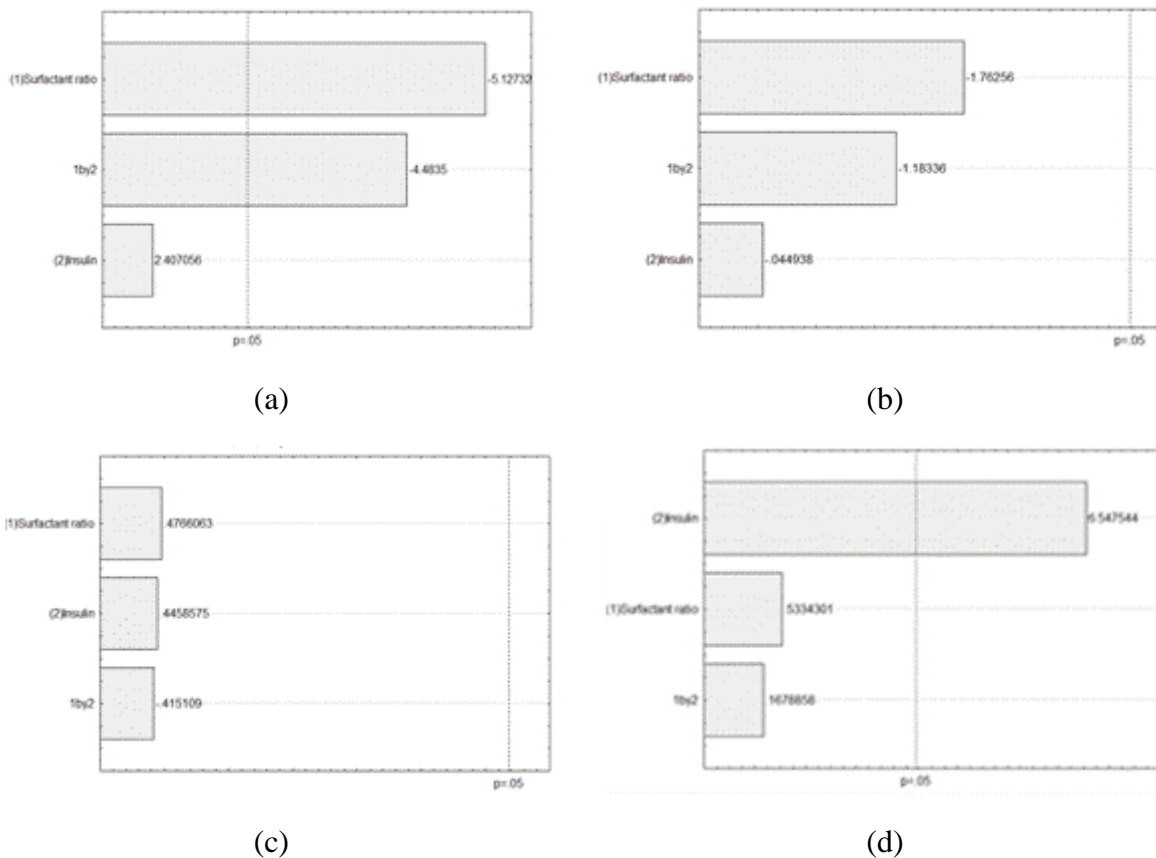 (1)Surfactant ratio
-5.12732
1by2
-4.4835
(2)Insulin
2.407056
p=.05
(a)
(1)Surfactant ratio
-1.76256
1by2
-1.18336
(2)Insulin
-.044938
p=.05
(b)
(1)Surfactant ratio
.4766063
(2)Insulin
.4458575
1by2
.415109
p=.05
(c)
(2)Insulin
6.547544
(1)Surfactant ratio
.5334301
1by2
.1678658
p=.05
(d)